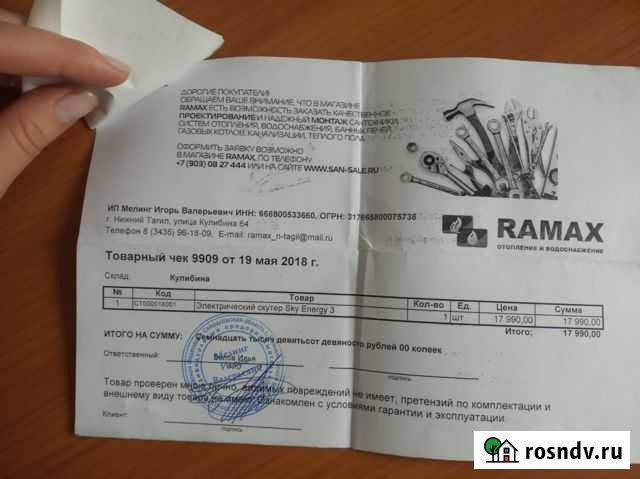 ДОРОГИЕ ПОКУПАТЕЛИ!
ОБРАЩАЕМ ВАШЕ ВНИМАНИЕ, ЧТО В МАГАЗИНЕ
RAMAX ЕСТЬ ВОЗМОЖНОСТЬ ЗАКАЗАТЬ КАЧЕСТВЕННОЕ
ПРОЕКТИРОВАНИЕ И НАДЁЖНЫЙ МОНТАЖ САНТЕХНИКИ,
СИСТЕМ ОТОПЛЕНИЯ, ВОДОСНАБЖЕНИЯ, БАННЫХ ПЕЧЕЙ,
ГАЗОВЫХ КОТЛОВ, КАНАЛИЗАЦИИ, ТЕПЛОГО ПОЛА.
ОФОРМИТЬ ЗАЯВКУ ВОЗМОЖНО
В МАГАЗИНЕ RAMAX, ПО ТЕЛЕФОНУ
+7 (903) 08 27 444 ИЛИ НА САЙТЕ WWW.SAN-SALE.RU
ИП Мелинг Игорь Валерьевич ИНН: 666800533660, ОГРН: 317665800075738
г. Нижний Тагил, улица Кулибина 64
Телефон 8 (3435) 96-18-09, E-mail: ramax_n-tagil@mail.ru
RAMAX
ОТОПЛЕНИЕ И ВОДОСНАБЖЕНИЕ
Товарный чек 9909 от 19 мая 2018 г.
Склад: Кулибина
№ Код Товар Кол-во Ед. Цена Сумма
1 СТ000018001 Электрический скутер Sky Energy 3 1 шт 17 990,00 17 990,00
Итого: 17 990,00
ИТОГО НА СУММУ: Семнадцать тысяч девятьсот девяносто рублей 00 копеек
Ответственный: Белов Илья
подпись
Товар проверен мною лично, видимых повреждений не имеет, претензий по комплектации и
внешнему виду товара не имею. Ознакомлен с условиями гарантии и эксплуатации.
Клиент:
подпись
rosndv.ru